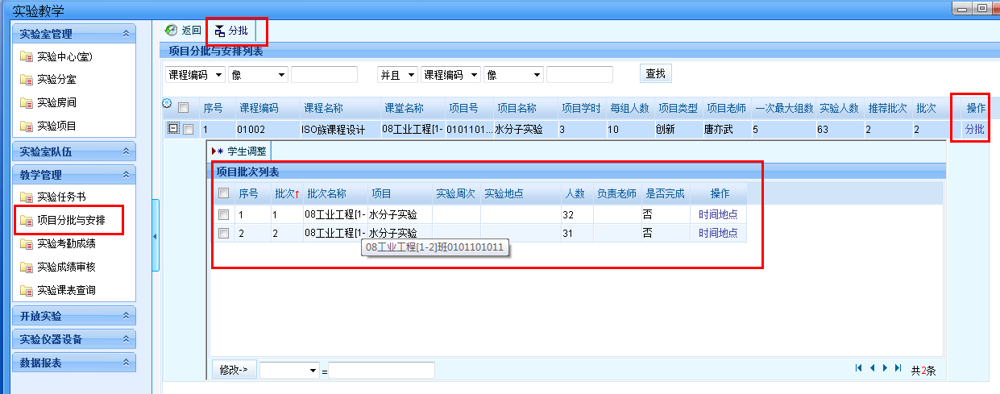 实验教学
实验室管理
实验中心(室)
实验分室
实验房间
实验项目
实验室队伍
教学管理
实验任务书
项目分批与安排
实验考勤成绩
实验成绩审核
实验课表查询
开放实验
实验仪器设备
数据报表
返回 分批
项目分批与安排列表
课程编码 像 并且 课程编码 像 查找
序号 课程编码 课程名称 课堂名称 项目号 项目名称 项目学时 每组人数 项目类型 项目老师 一次最大组数 实验人数 推荐批次 批次 操作
1 01002 ISO族课程设计 08工业工程[1- 0101101... 水分子实验 3 10 创新 唐亦武 5 63 2 2 分批
学生调整
项目批次列表
序号 批次↑ 批次名称 项目 实验周次 实验地点 人数 负责老师 是否完成 操作
1 1 08工业工程[1- 水分子实验 32 否 时间地点
2 2 08工业工程[1- 水分子实验 31 否 时间地点
08工业工程[1-2]班0101101011
修改-> = 共2条